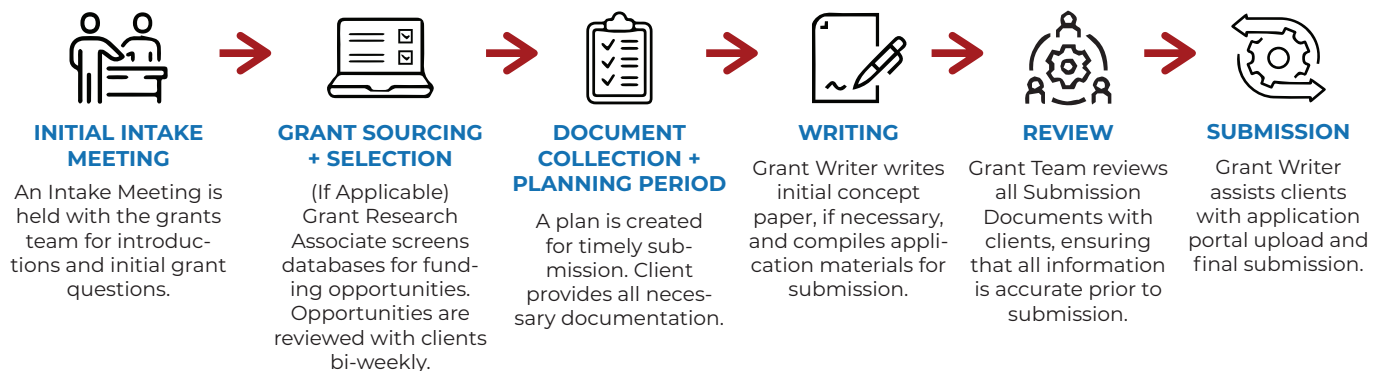 INITIAL INTAKE
MEETING
An Intake Meeting is
held with the grants
team for introduc-
tions and initial grant
questions.
GRANT SOURCING
+ SELECTION
(If Applicable)
Grant Research
Associate screens
databases for fund-
ing opportunities.
Opportunities are
reviewed with clients
bi-weekly.
DOCUMENT
COLLECTION +
PLANNING PERIOD
A plan is created
for timely sub-
mission. Client
provides all neces-
sary documentation.
WRITING
Grant Writer writes
initial concept
paper, if necessary,
and compiles appli-
cation materials for
submission.
REVIEW
Grant Team reviews
all Submission
Documents with
clients, ensuring
that all information
is accurate prior to
submission.
SUBMISSION
Grant Writer
assists clients
with application
portal upload and
final submission.